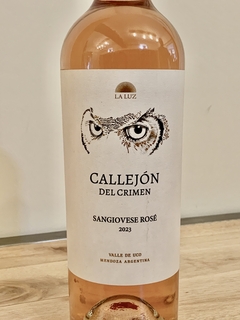 LA LUZ
CALLEJÓN
DEL CRIMEN
SANGIOVESE ROSÉ
2023
VALLE DE UCO
MENDOZA ARGENTINA